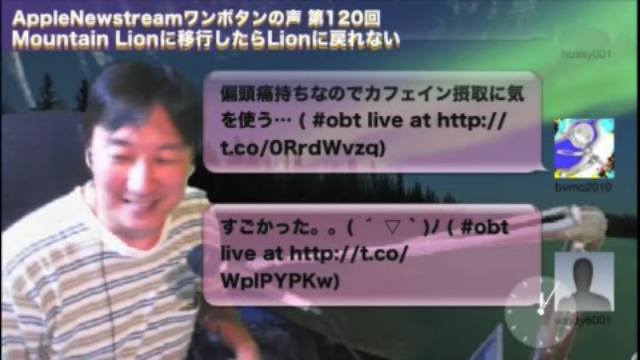 AppleNewstreamワンボタンの声 第120回
Mountain Lionに移行したらLionに戻れない
hossy001
偏頭痛持ちなのでカフェイン摂取に気
を使う… ( #obt live at http://
t.co/0RrdWvzq)
bemo2010
すごかった。。( ´ ▽ ` )ﾉ ( #obt
live at http://t.co/
WplPYPKw)
windy6001